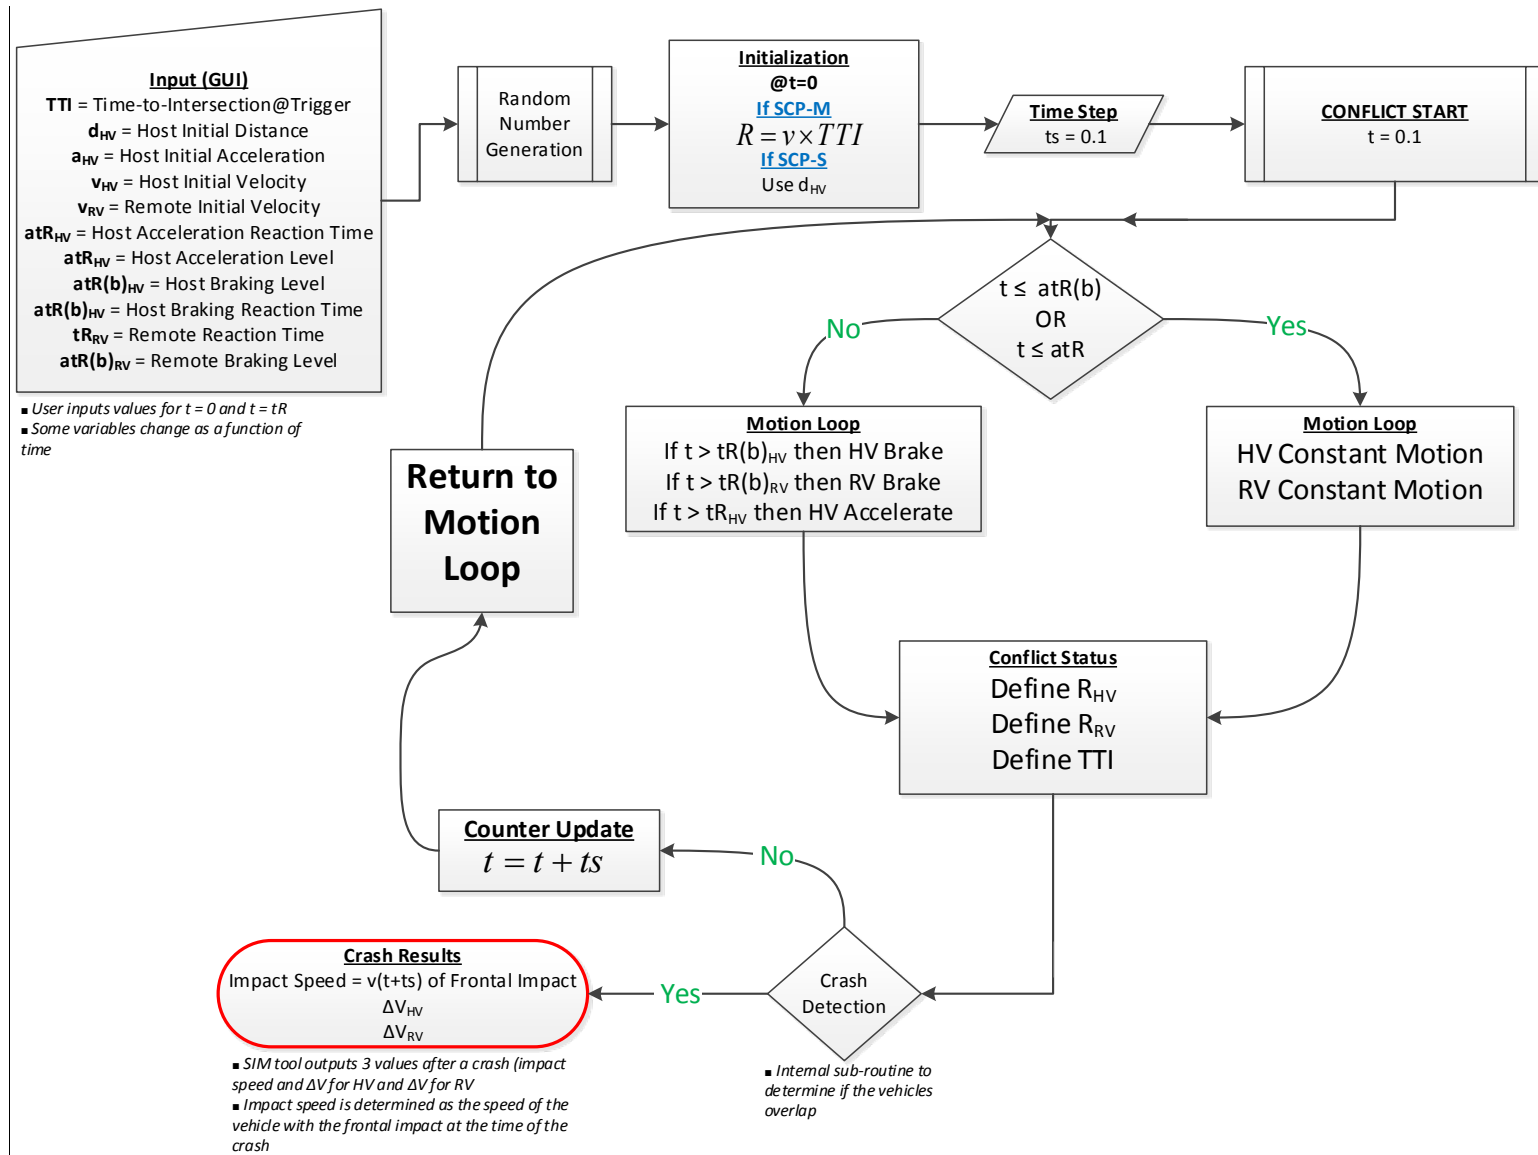 Input (GUI)
TTI = Time-to-Intersection@Trigger
dHV = Host Initial Distance
aHV = Host Initial Acceleration
vHV = Host Initial Velocity
vRV = Remote Initial Velocity
atRHV = Host Acceleration Reaction Time
atRHV = Host Acceleration Level
atR(b)HV = Host Braking Level
atR(b)HV = Host Braking Reaction Time
tRRV = Remote Reaction Time
atR(b)RV = Remote Braking Level
▪ User inputs values for t = 0 and t = tR
▪ Some variables change as a function of
time
Random
Number
Generation
Initialization
@t=0
If SCP-M
R = v × TTI
If SCP-S
Use dHV
Time Step
ts = 0.1
CONFLICT START
t = 0.1
t ≤ atR(b)
OR
t ≤ atR
No
Yes
Motion Loop
If t > tR(b)HV then HV Brake
If t > tR(b)RV then RV Brake
If t > tRHV then HV Accelerate
Motion Loop
HV Constant Motion
RV Constant Motion
Return to
Motion
Loop
Conflict Status
Define RHV
Define RRV
Define TTI
Counter Update
t = t + ts
No
Crash
Detection
Yes
▪ Internal sub-routine to
determine if the vehicles
overlap
Crash Results
Impact Speed = v(t+ts) of Frontal Impact
ΔVHV
ΔVRV
▪ SIM tool outputs 3 values after a crash (impact
speed and ΔV for HV and ΔV for RV
▪ Impact speed is determined as the speed of the
vehicle with the frontal impact at the time of the
crash